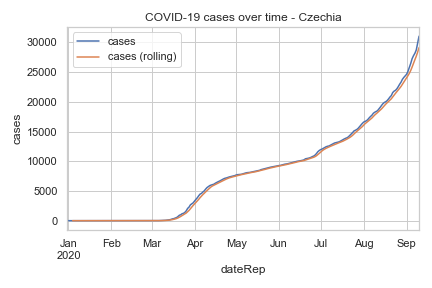 COVID-19 cases over time - Czechia
cases
cases (rolling)
30000
25000
20000
15000
10000
5000
0
cases
Jan Feb Mar Apr May Jun Jul Aug Sep
2020
dateRep